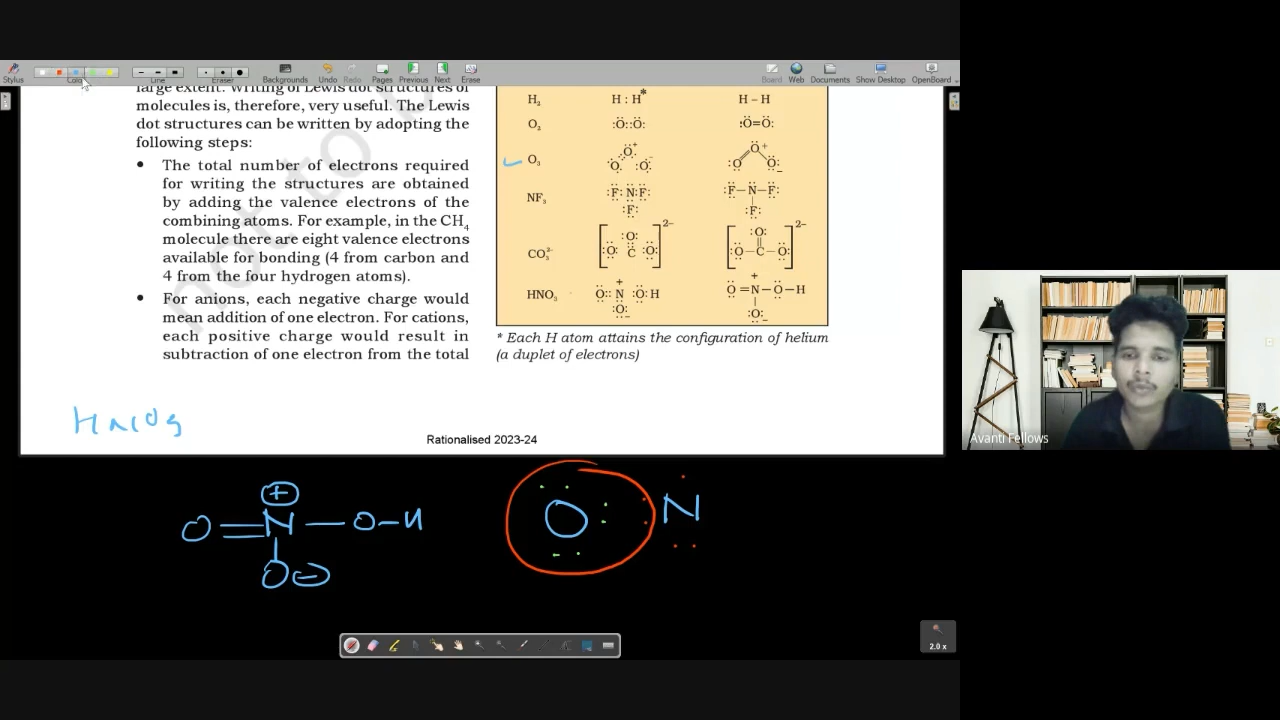 Stylus Color Line Eraser Backgrounds Undo Redo Pages Previous Next Erase Board Web Documents Show Desktop OpenBoard
large extent. Writing of Lewis dot structures of
molecules is, therefore, very useful. The Lewis
dot structures can be written by adopting the
following steps:
• The total number of electrons required
for writing the structures are obtained
by adding the valence electrons of the
combining atoms. For example, in the CH₄
molecule there are eight valence electrons
available for bonding (4 from carbon and
4 from the four hydrogen atoms).
• For anions, each negative charge would
mean addition of one electron. For cations,
each positive charge would result in
subtraction of one electron from the total
H₂ H : H* H – H
O₂ :Ö::Ö: :Ö=Ö:
O₃
NF₃
CO₃²⁻
HNO₃
* Each H atom attains the configuration of helium
(a duplet of electrons)
Rationalised 2023-24
O = N — O – H
+
O −
O N
Avanti Fellows
2.0 x